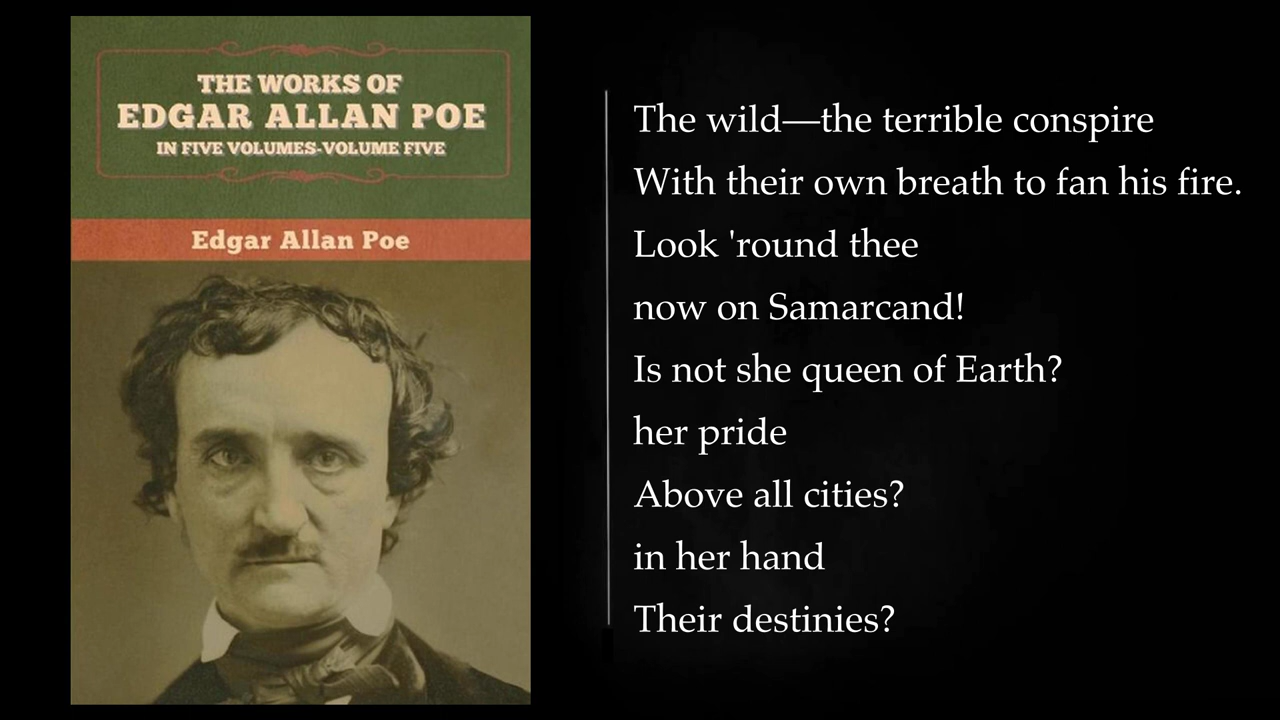 THE WORKS OF
EDGAR ALLAN POE
IN FIVE VOLUMES-VOLUME FIVE
Edgar Allan Poe
The wild—the terrible conspire
With their own breath to fan his fire.
Look 'round thee
now on Samarcand!
Is not she queen of Earth?
her pride
Above all cities?
in her hand
Their destinies?